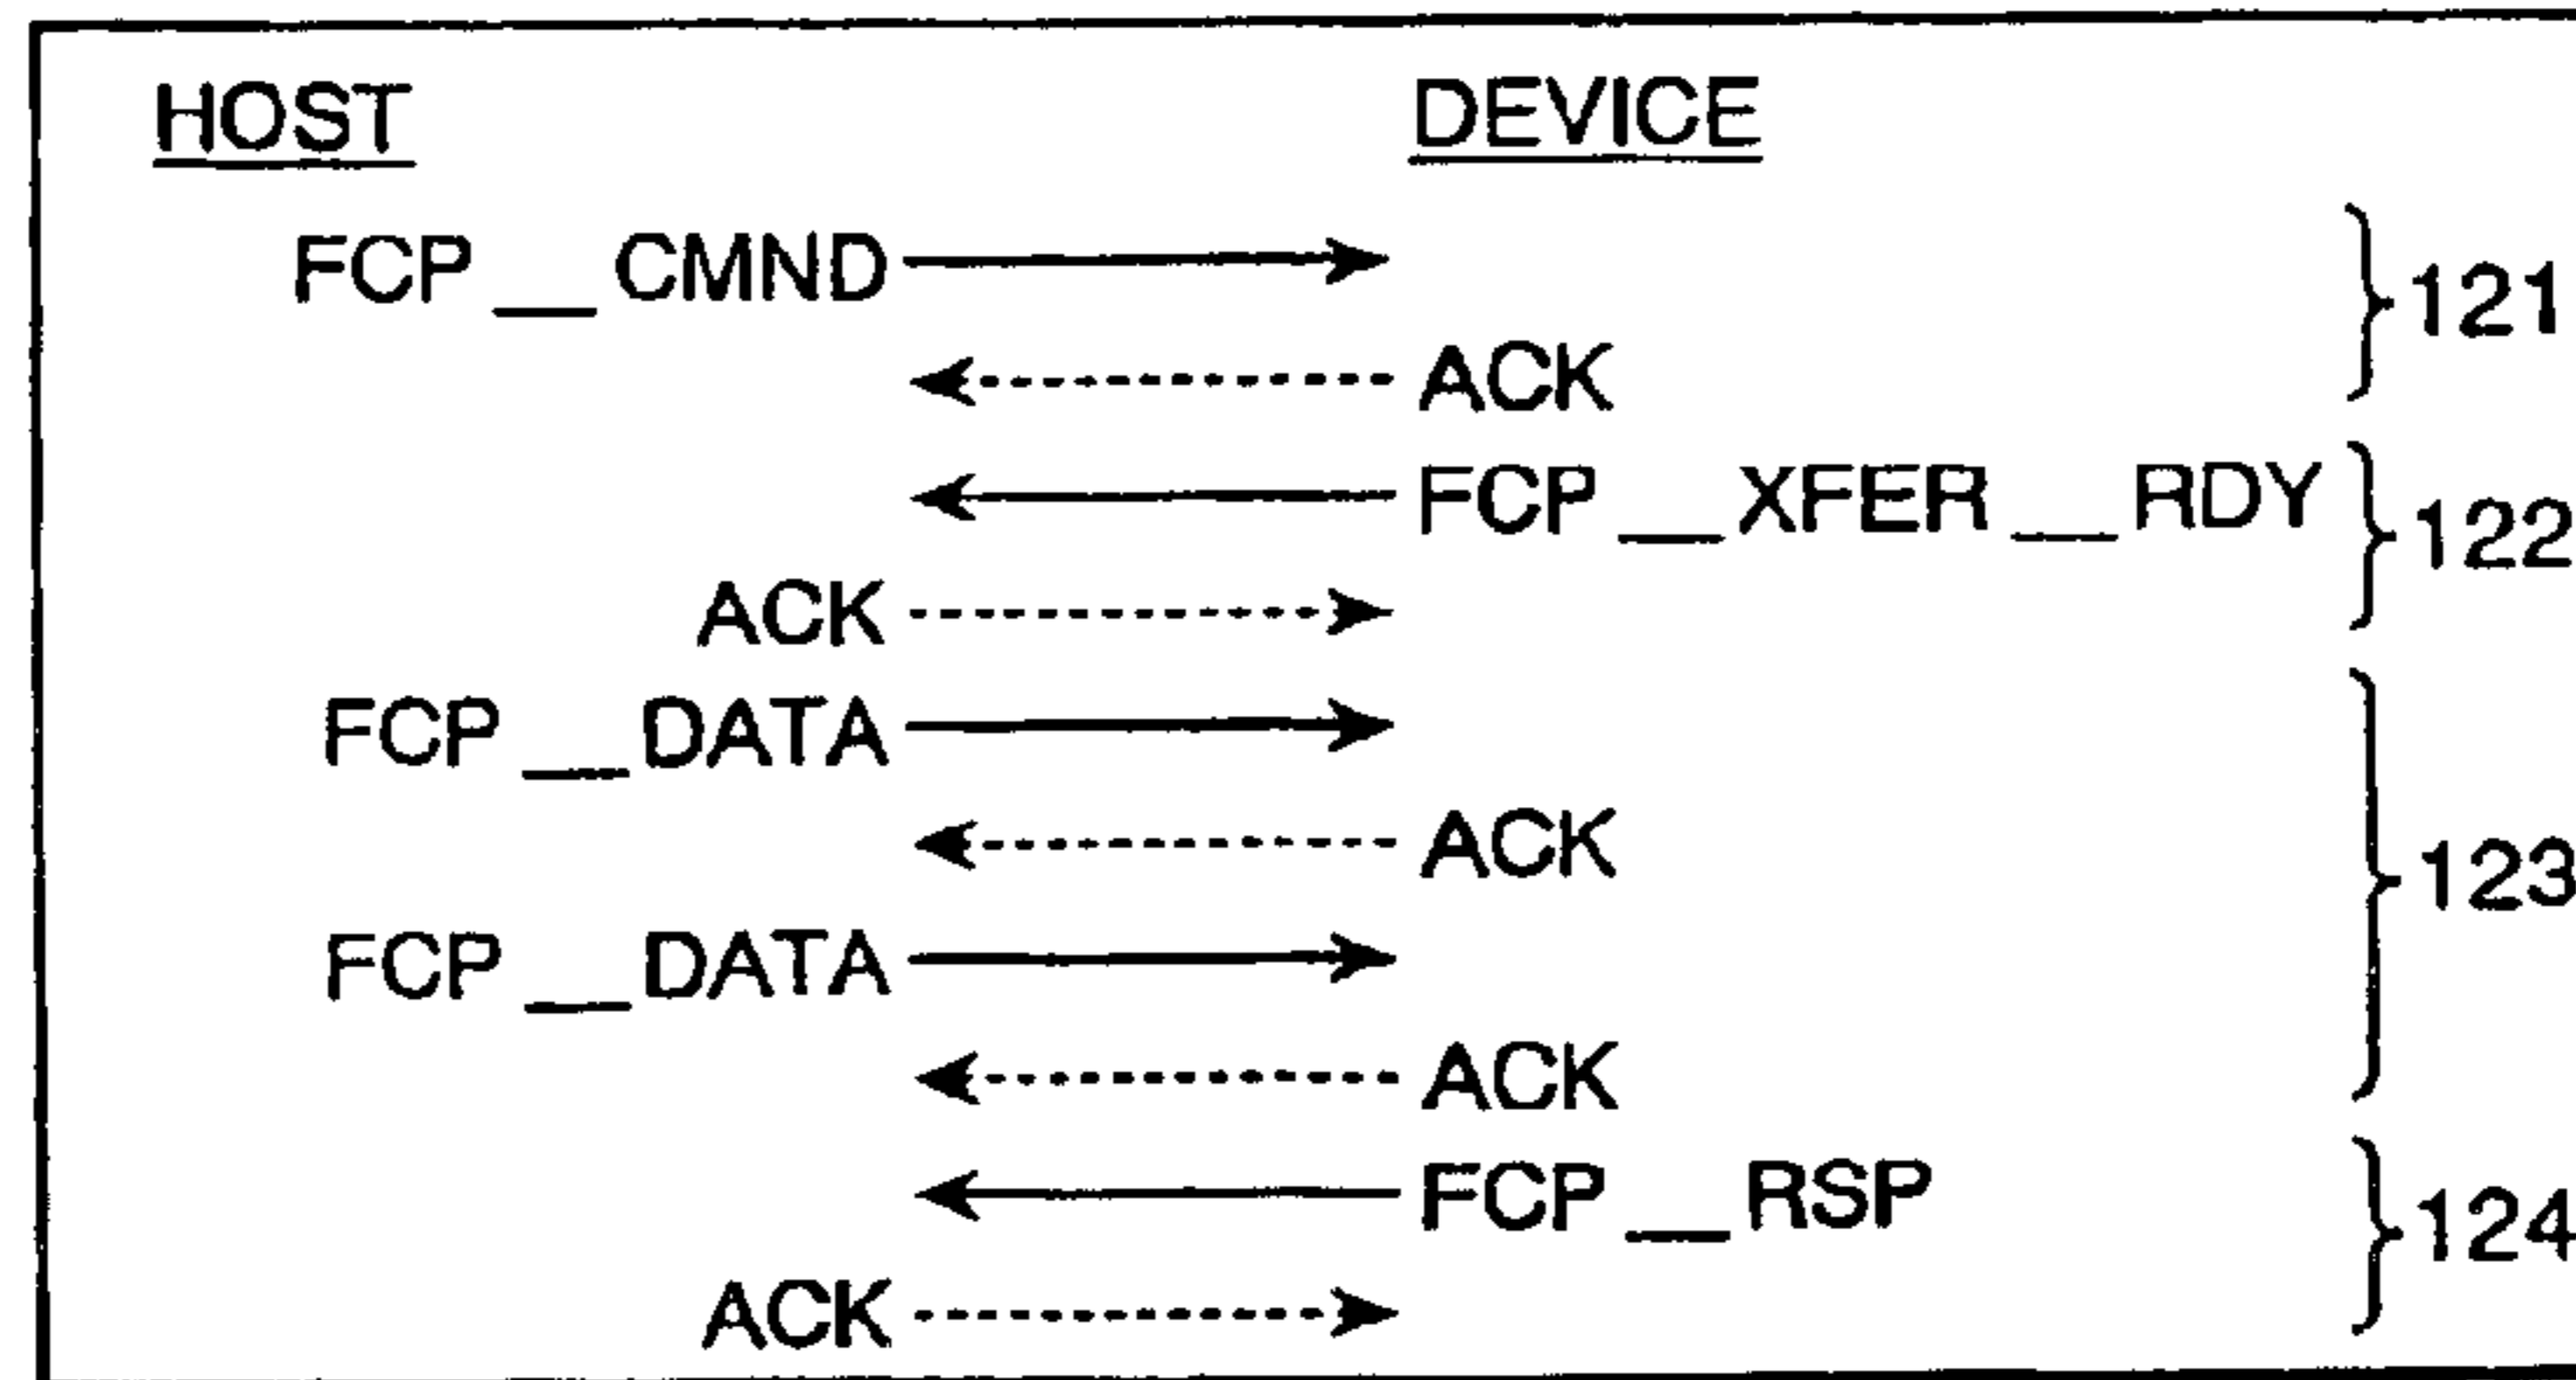 HOST DEVICE
FCP__CMND
121
ACK
FCP__XFER__RDY
122
ACK
FCP__DATA
ACK
123
FCP__DATA
ACK
FCP__RSP
124
ACK